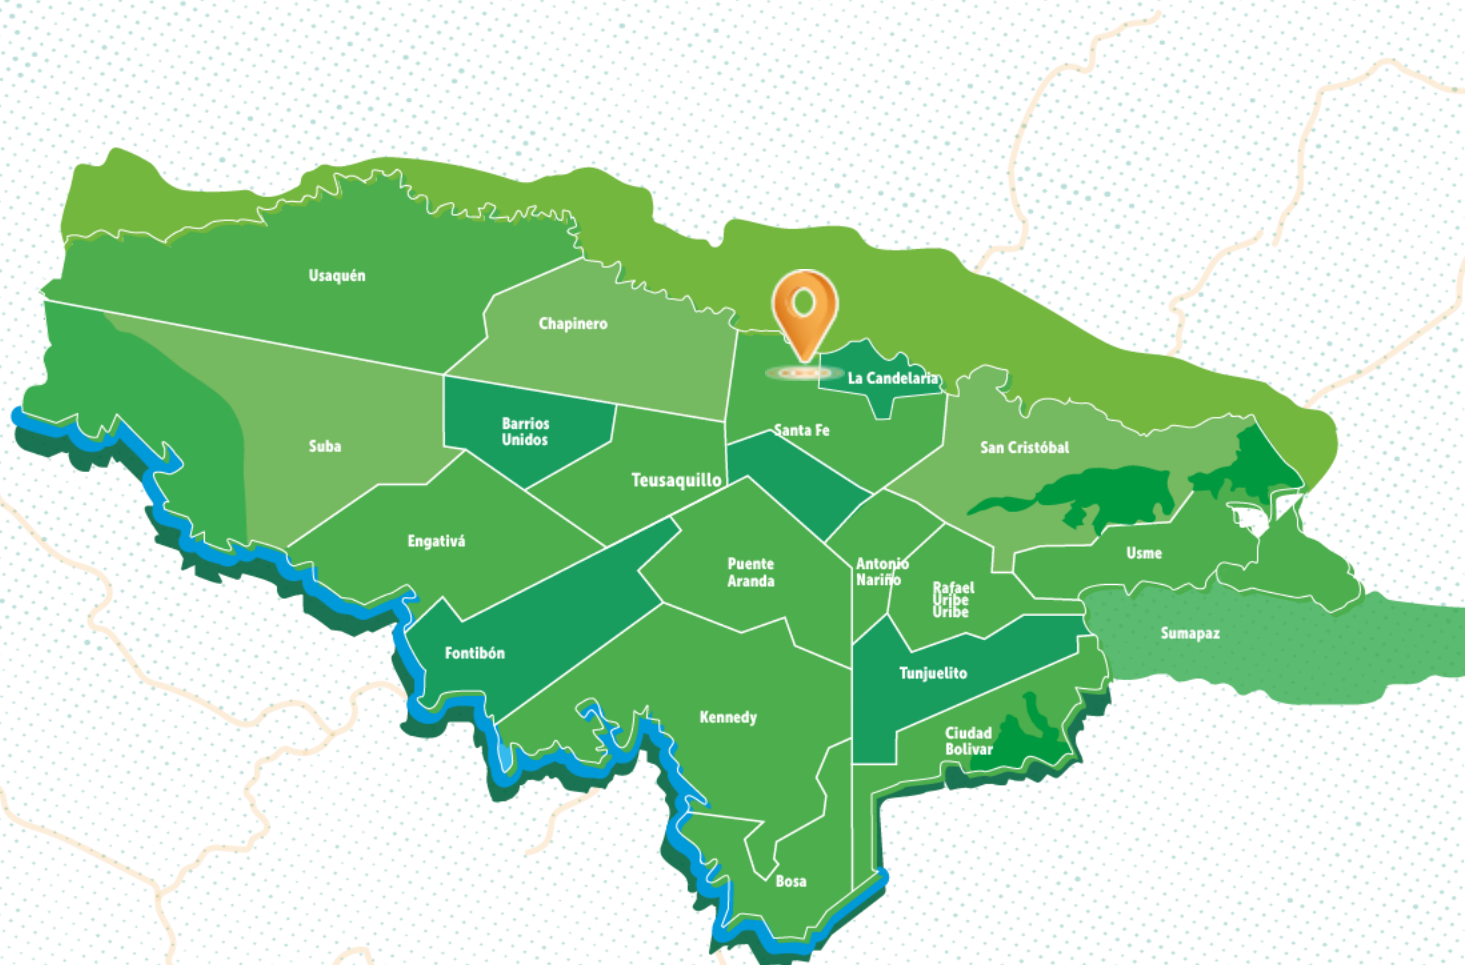 Usaquén
Chapinero
La Candelaria
Barrios
Unidos
Santa Fe
Suba
San Cristóbal
Teusaquillo
Engativá
Usme
Puente
Aranda
Antonio
Nariño
Rafael
Uribe
Uribe
Sumapaz
Fontibón
Tunjuelito
Kennedy
Ciudad
Bolivar
Bosa